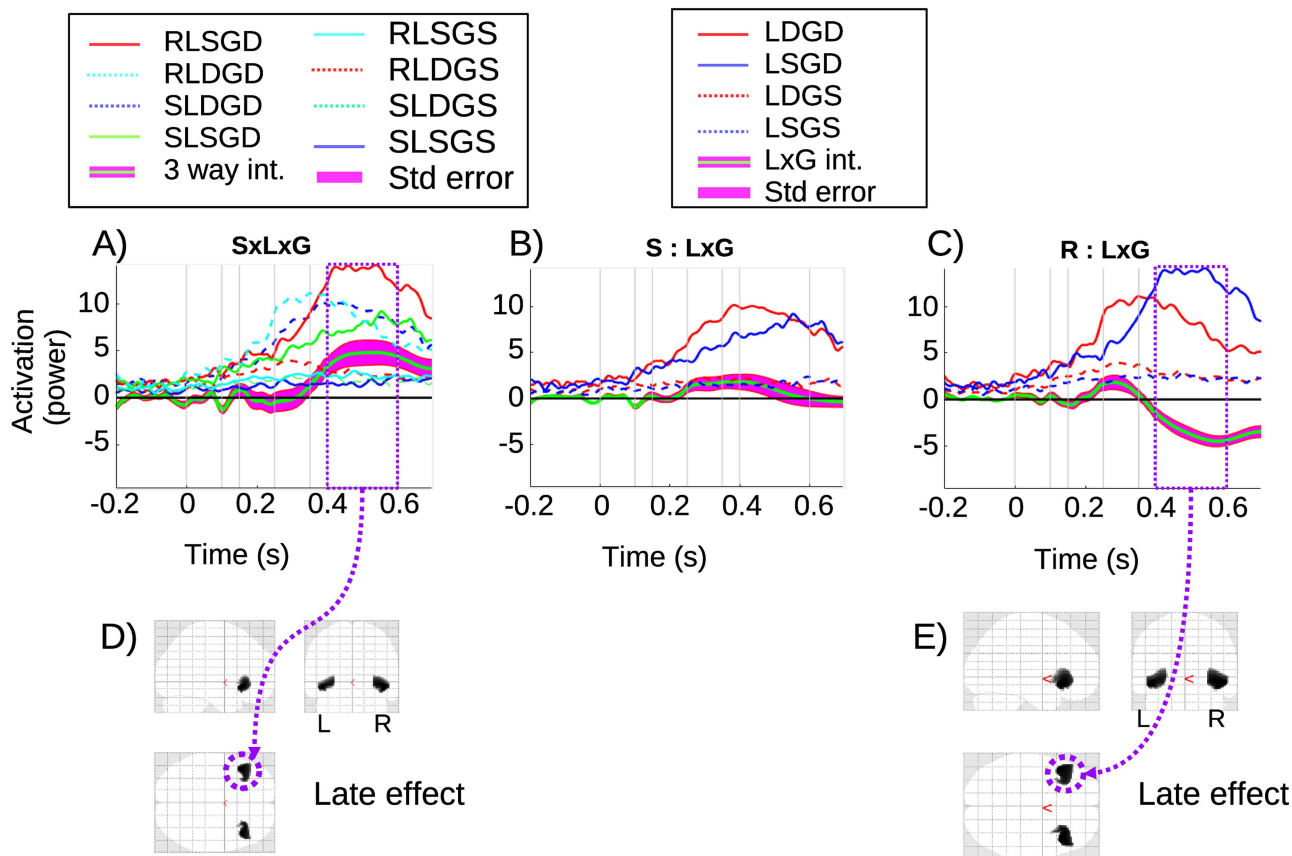 RLSGD
RLDGD
SLDGD
SLSGD
3 way int.
RLSGS
RLDGS
SLDGS
SLSGS
Std error
LDGD
LSGD
LDGS
LSGS
LxG int.
Std error
A)
SxLxG
Activation
(power)
10
5
0
-5
-0.2 0 0.2 0.4 0.6
Time (s)
B)
S : LxG
10
5
0
-5
-0.2 0 0.2 0.4 0.6
Time (s)
C)
R : LxG
10
5
0
-5
-0.2 0 0.2 0.4 0.6
Time (s)
D)
<
<
L R
<
Late effect
E)
<
<
L R
<
Late effect